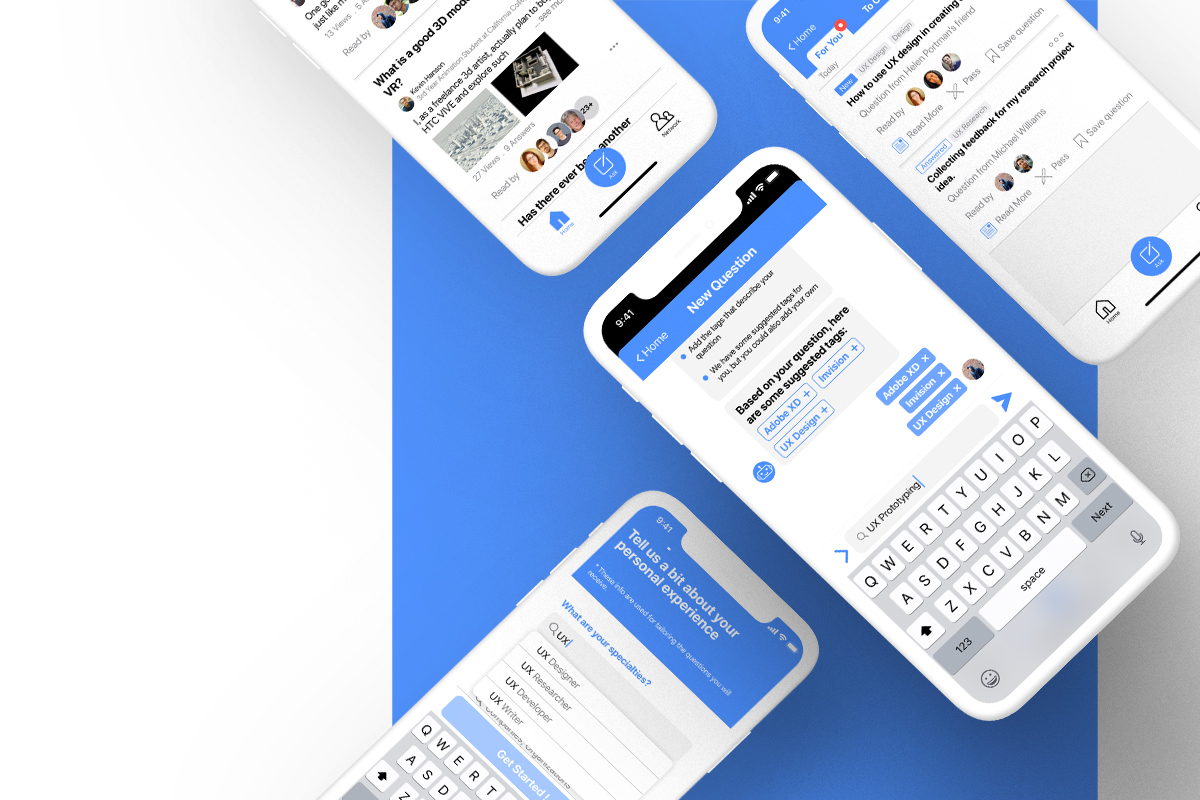 One go
just like m
13 Views · 5 A
Read by
What is a good 3D mode
VR?
Kevin Hanson
3rd Year Animation Student at California Colleg
I, as a freelance 3d artist, actually plan to bu
HTC VIVE and explore such
...see mo
27 Views · 9 Answers
Read by
23+
Has there ever be
another
Home
Ask
Network
9:41
Home
For You
To C
Today
New
UX Design
Design
How to use UX design in creating
Question from Helen Portman's friend
Read by
Read More
Pass
Save question
Answered
UX Research
Collecting feedback for my research project
idea.
Question from Michael Williams
Read by
Read More
Pass
Save question
Home
Ask
9:41
Home
New Question
Add the tags that describe your
question
We have some suggested tags for
you, but you could also add your own
Based on your question, here
are some suggested tags:
Adobe XD +
Invision +
UX Design +
Adobe XD ×
Invision ×
UX Design ×
UX Prototyping
Q W E R T Y U I O P
A S D F G H J K L
Z X C V B N M
123
space
Next
9:41
Tell us a bit about your
personal experience
* These info are used for tailoring the questions you will
receive.
What are your specialties?
UX
UX Designer
UX Researcher
UX Developer
UX Writer
Get Started !
Q W E R T
A S D
Z